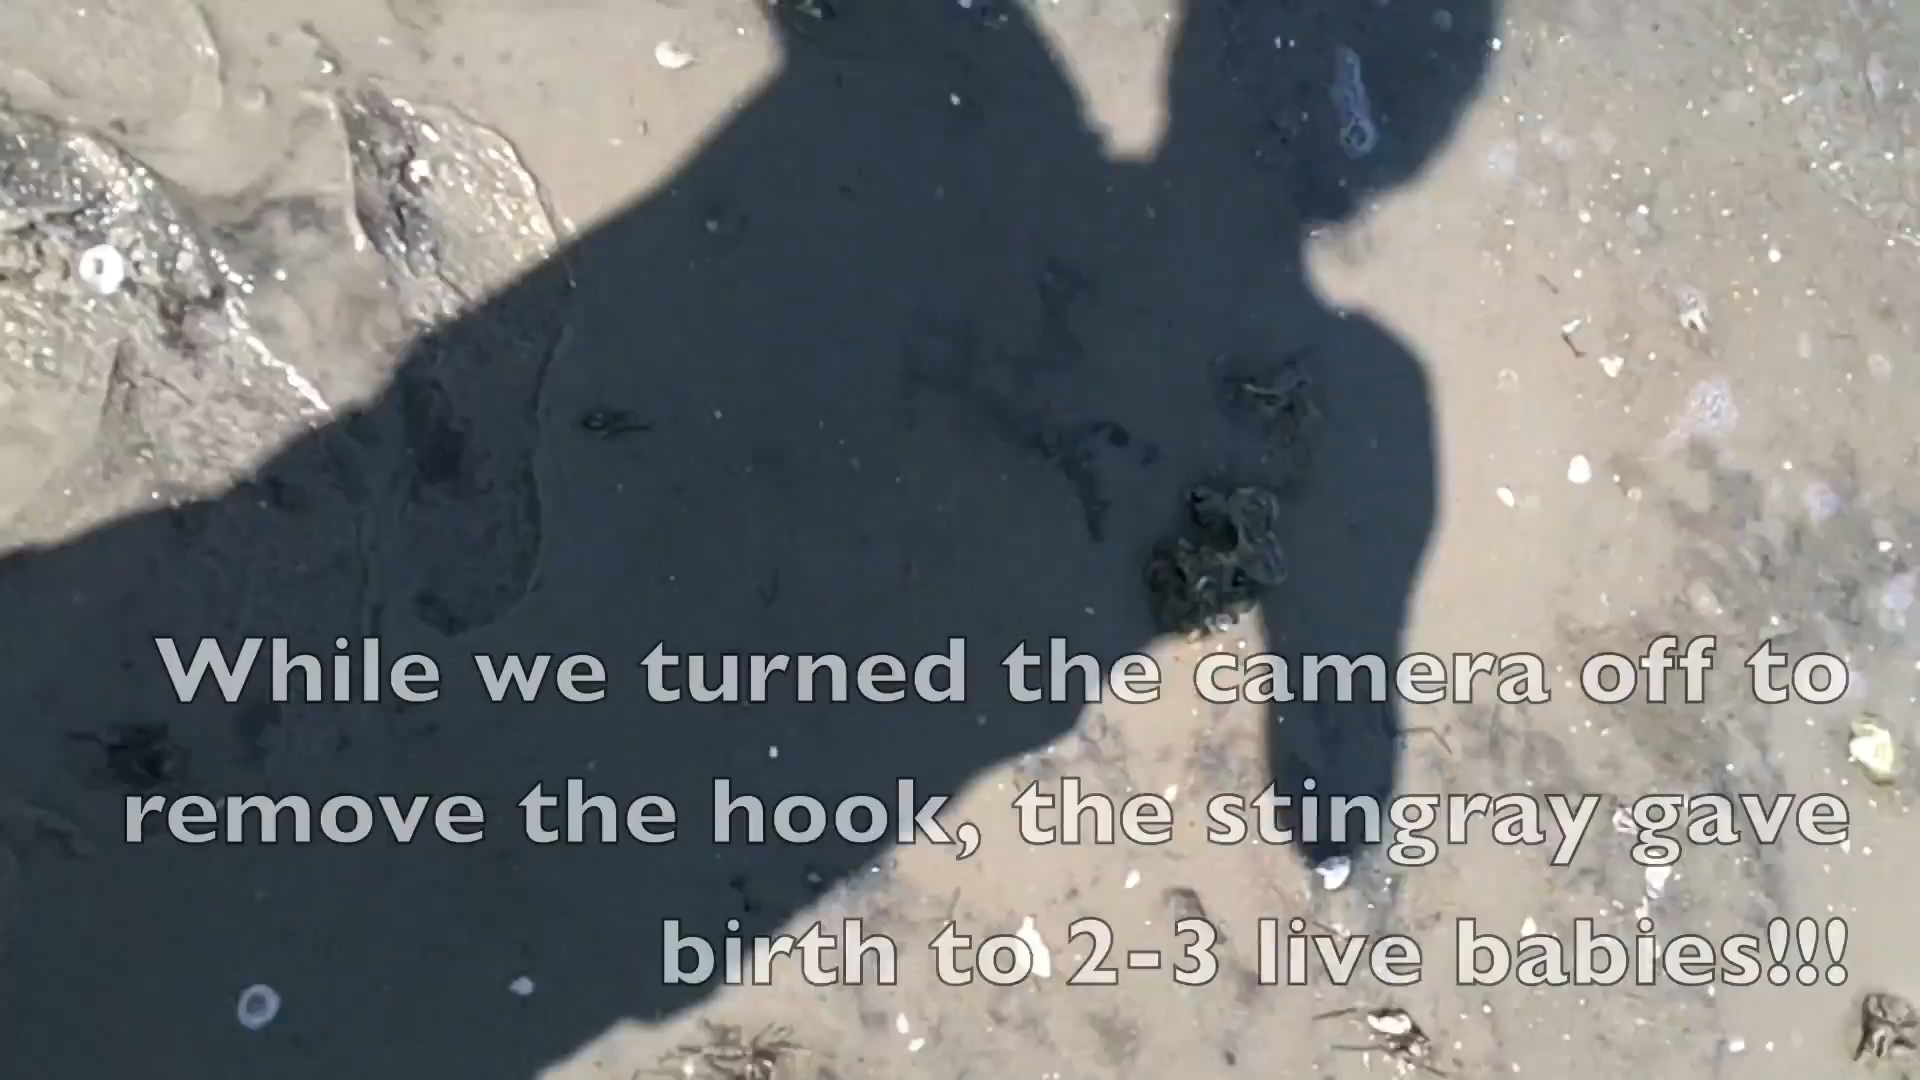 While we turned the camera off to
remove the hook, the stingray gave
birth to 2-3 live babies!!!